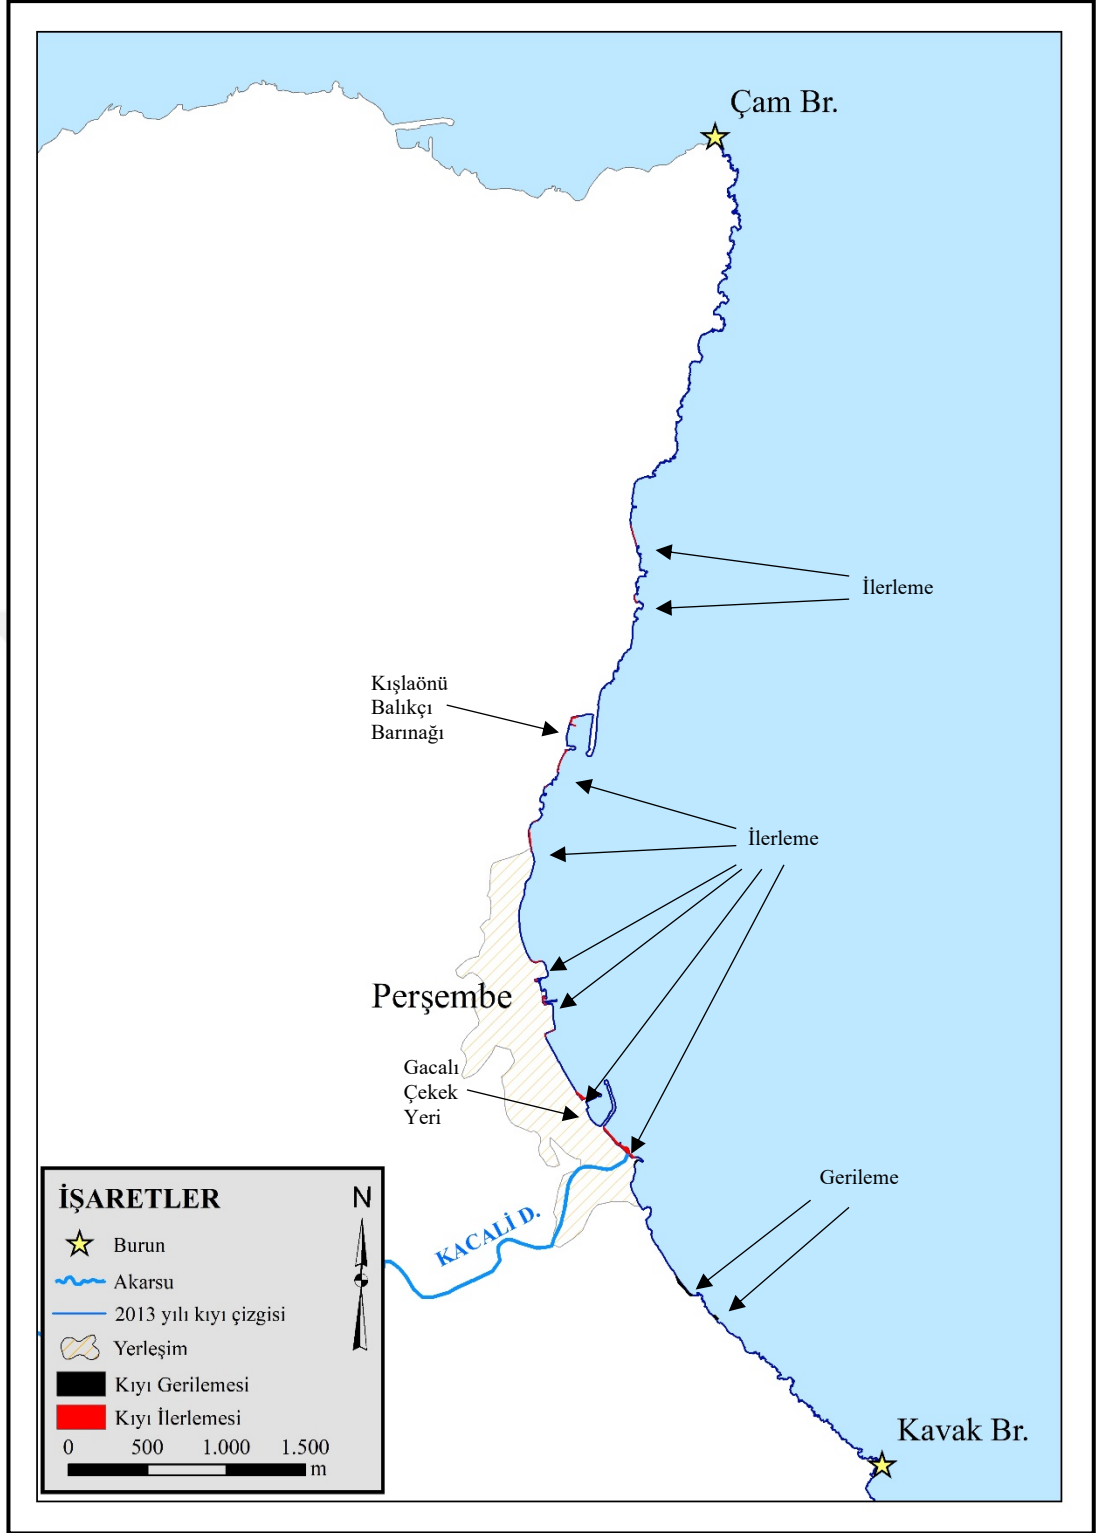 Çam Br.
İlerleme
Kışlaönü
Balıkçı
Barınağı
İlerleme
Perşembe
Gacalı
Çekek
Yeri
Gerileme
KACALİ D.
Kavak Br.
İŞARETLER
N
Burun
Akarsu
2013 yılı kıyı çizgisi
Yerleşim
Kıyı Gerilemesi
Kıyı İlerlemesi
0 500 1.000 1.500
m